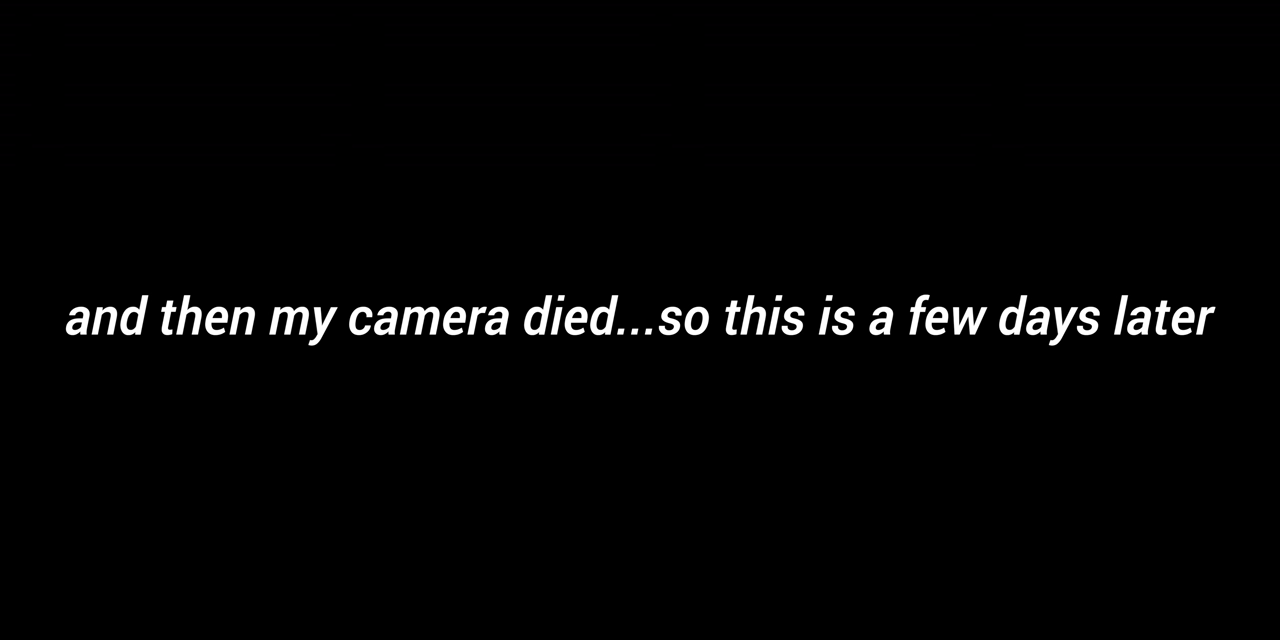 and then my camera died...so this is a few days later